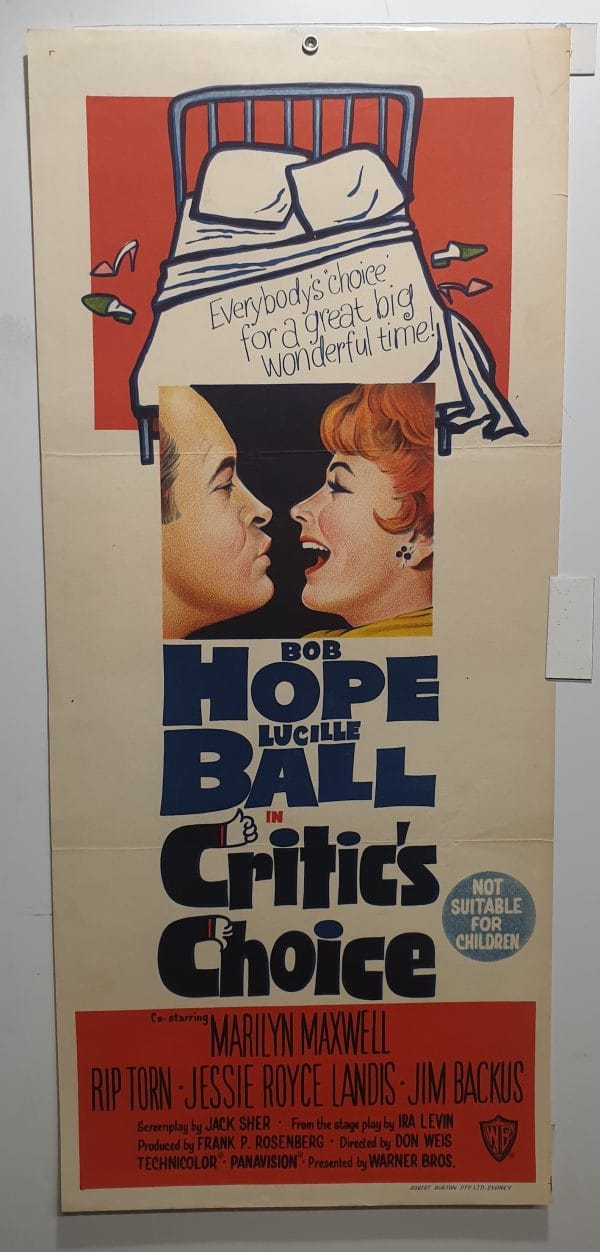 Everybody's "choice'
for a great big
wonderful time!
BOB
HOPE
LUCILLE
BALL
IN
Critic's
Choice
NOT
SUITABLE
FOR
CHILDREN
Co-starring
MARILYN MAXWELL
RIP TORN · JESSIE ROYCE LANDIS · JIM BACKUS
Screenplay by JACK SHER · From the stage play by IRA LEVIN
Produced by FRANK P. ROSENBERG · Directed by DON WEIS
TECHNICOLOR® · PANAVISION® · Presented by WARNER BROS.
WB
ROBERT BURTON · PTY. LTD. SYDNEY